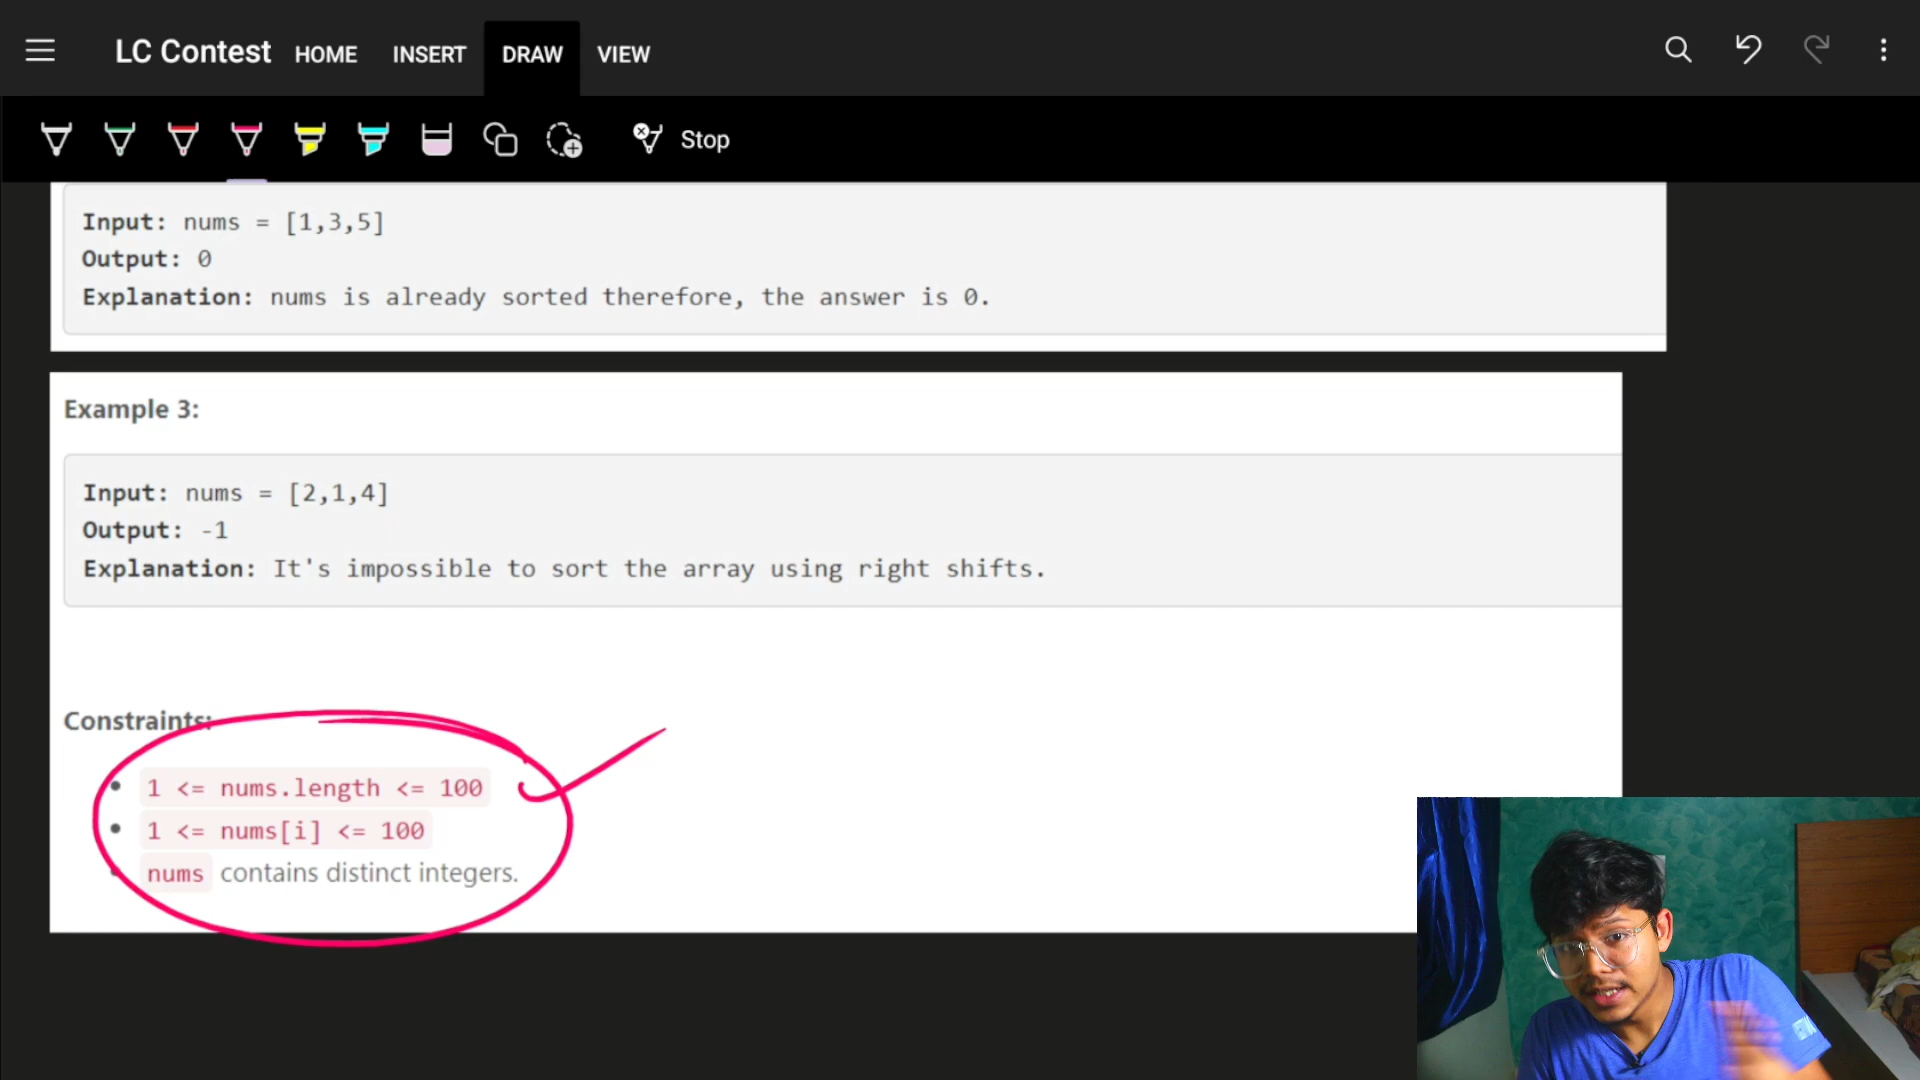 LC Contest HOME INSERT DRAW VIEW
Stop
Input: nums = [1,3,5]
Output: 0
Explanation: nums is already sorted therefore, the answer is 0.
Example 3:
Input: nums = [2,1,4]
Output: -1
Explanation: It's impossible to sort the array using right shifts.
Constraints:
1 <= nums.length <= 100
1 <= nums[i] <= 100
nums contains distinct integers.